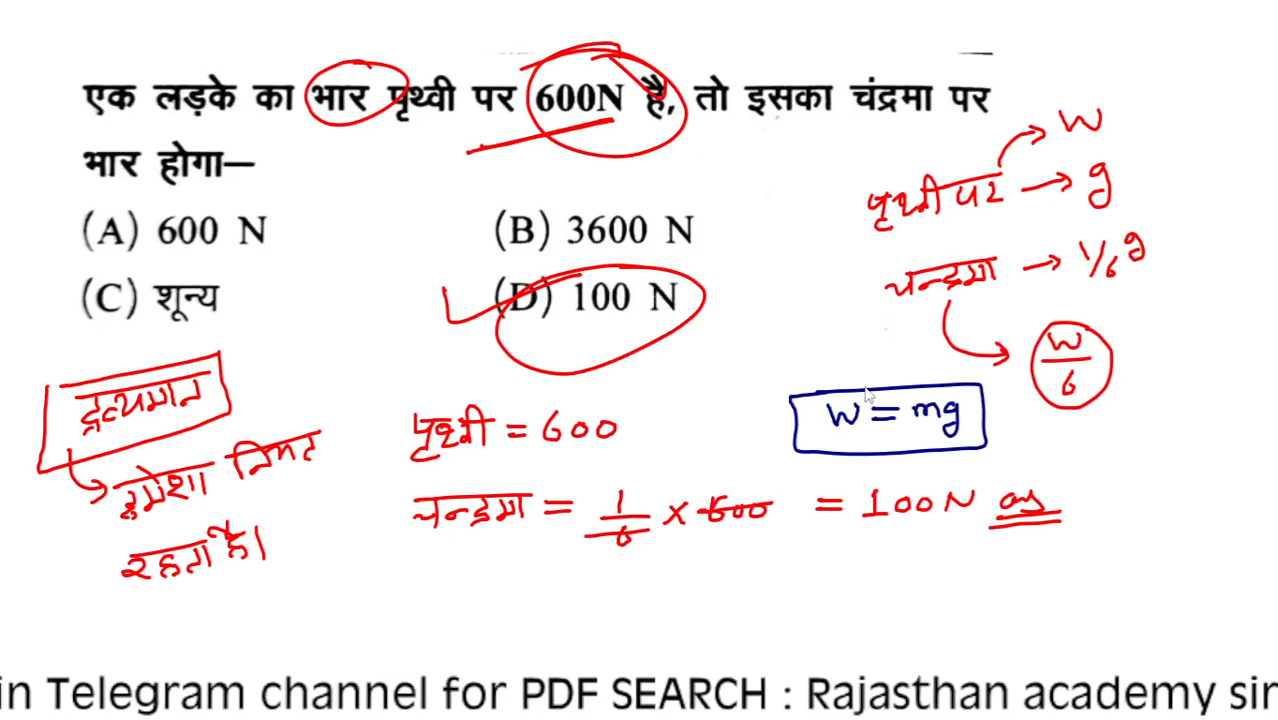 एक लड़के का भार पृथ्वी पर 600N है, तो इसका चंद्रमा पर
भार होगा—
(A) 600 N (B) 3600 N
(C) शून्य (D) 100 N
W
पृथ्वी पर → g
चन्द्रमा → 1/6 g
W/6
W = mg
द्रव्यमान
हमेशा नियत
रहता है।
पृथ्वी = 600
चन्द्रमा = 1/6 × 600 = 100N ans
in Telegram channel for PDF SEARCH : Rajasthan academy sir